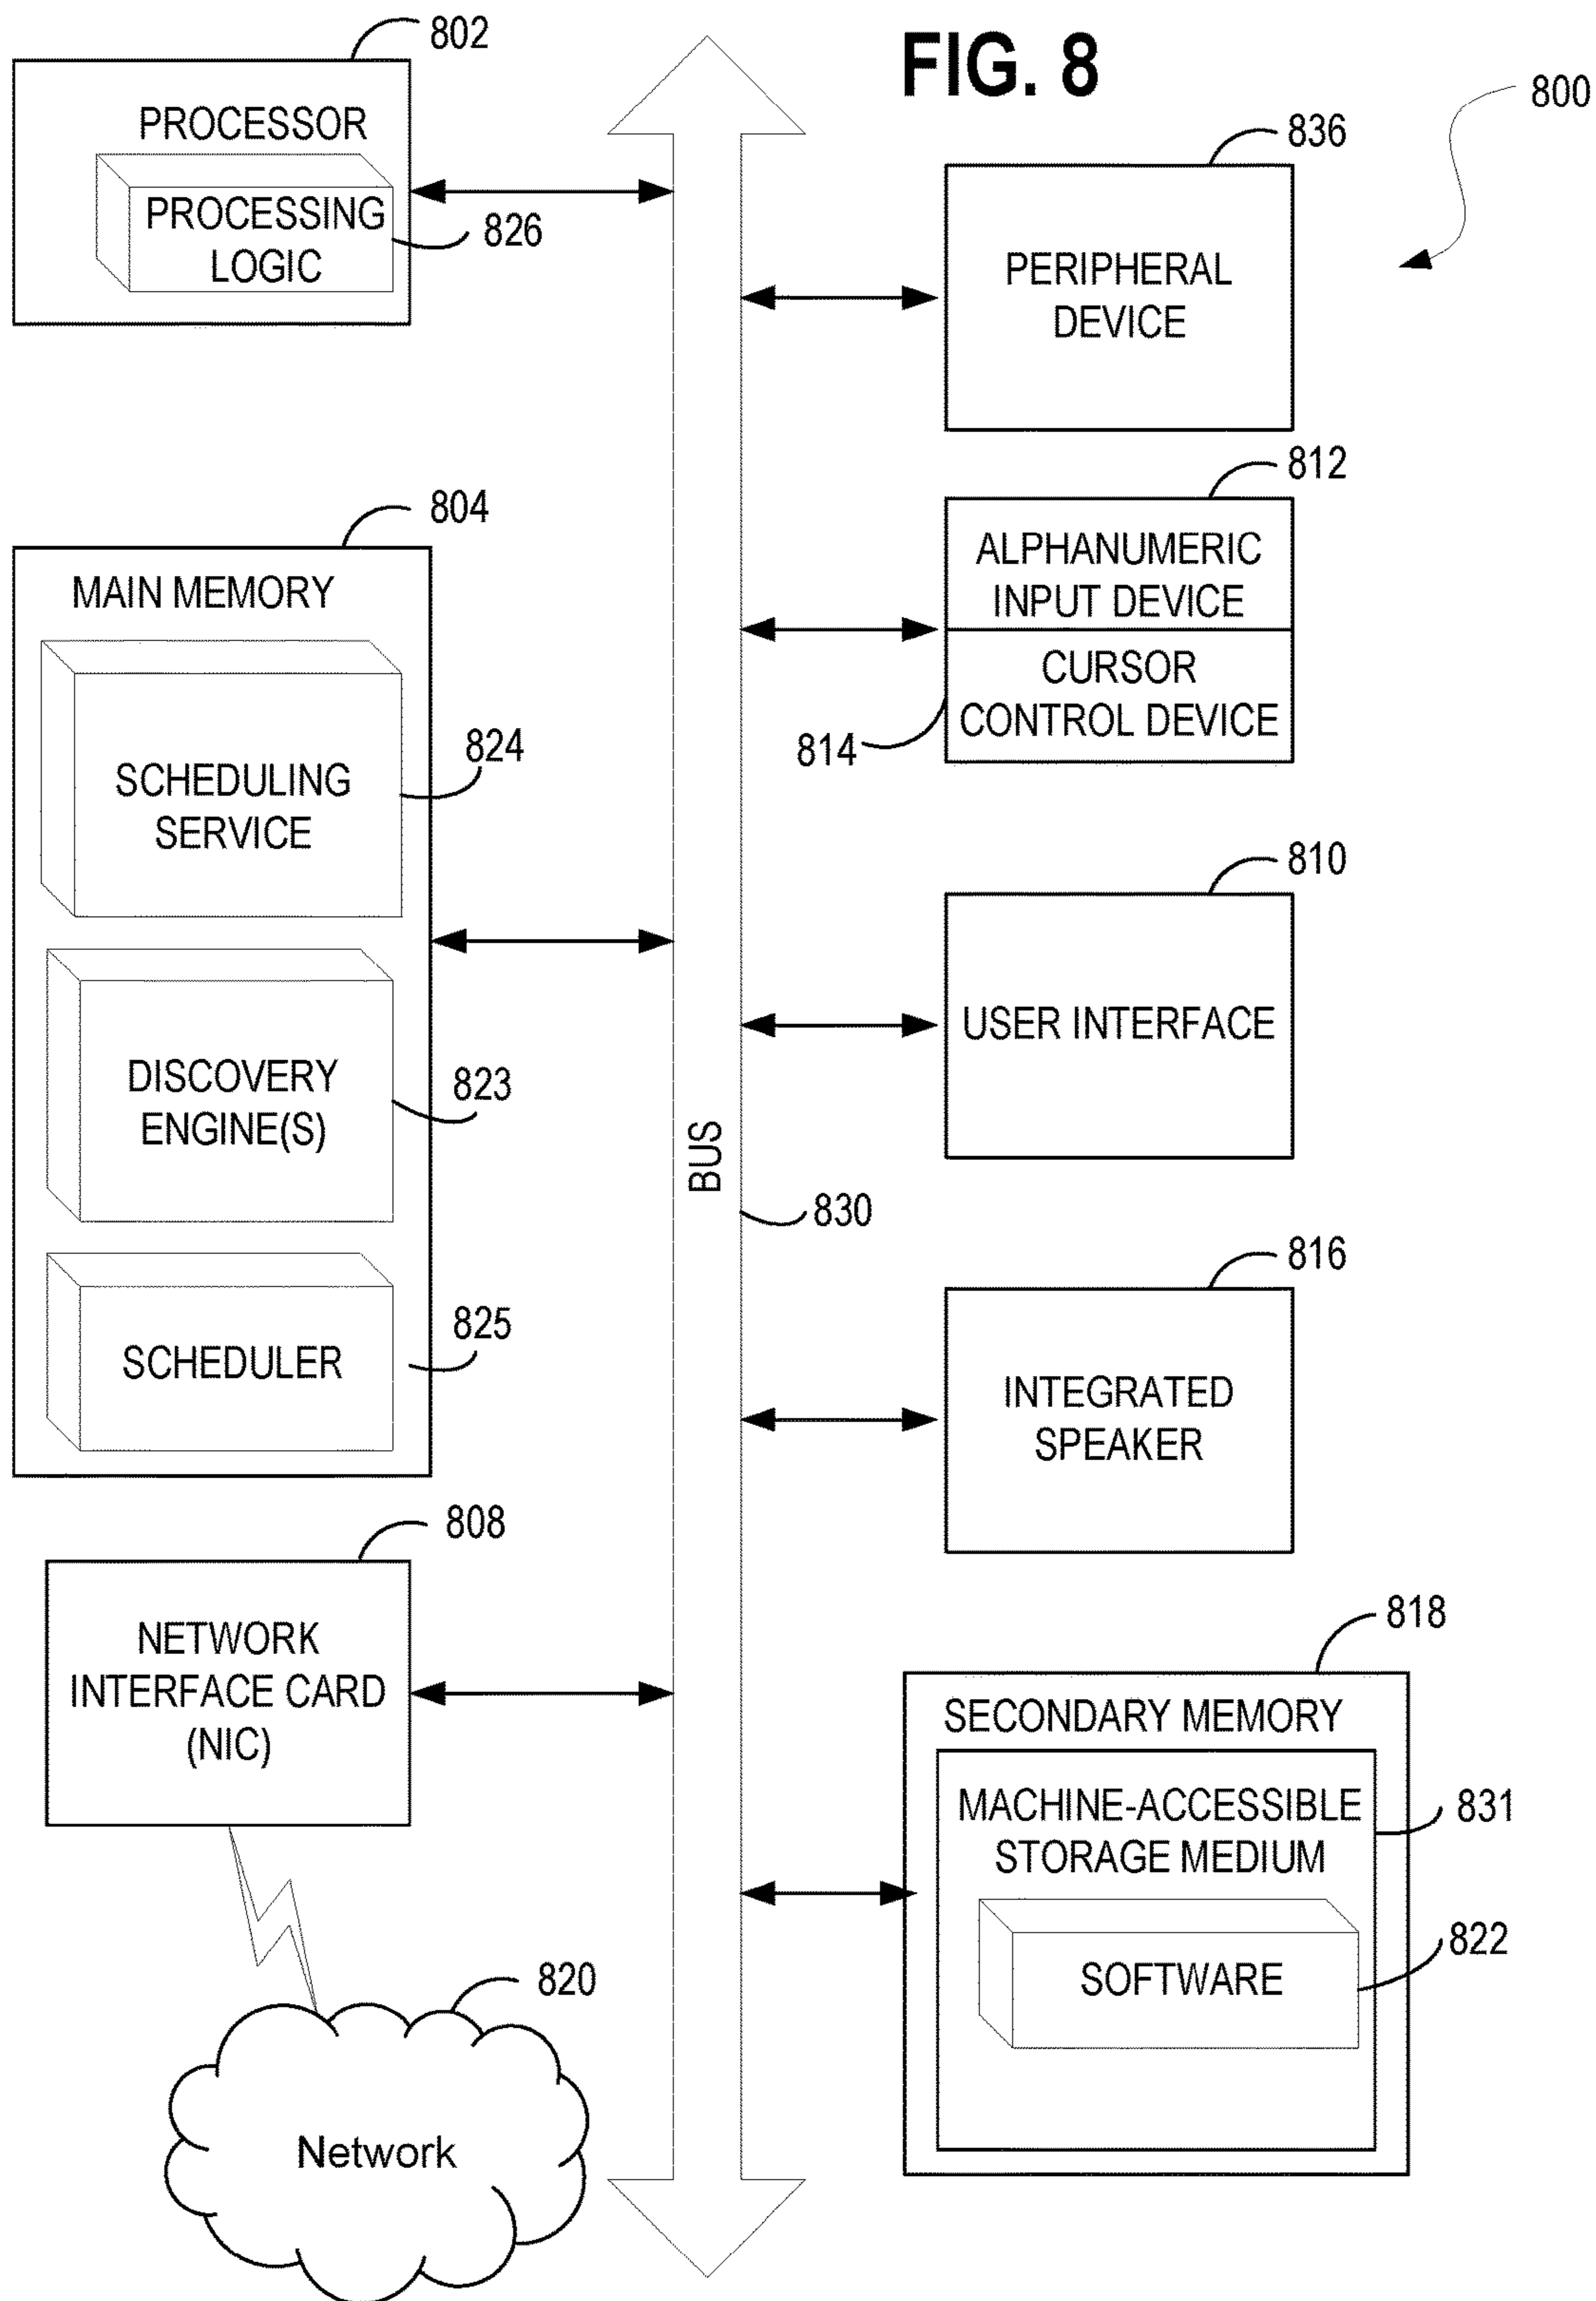 FIG. 8
800
802
PROCESSOR
PROCESSING
LOGIC
826
804
MAIN MEMORY
SCHEDULING
SERVICE
824
DISCOVERY
ENGINE(S)
823
SCHEDULER
825
808
NETWORK
INTERFACE CARD
(NIC)
820
Network
BUS
830
836
PERIPHERAL
DEVICE
812
ALPHANUMERIC
INPUT DEVICE
CURSOR
CONTROL DEVICE
814
810
USER INTERFACE
816
INTEGRATED
SPEAKER
818
SECONDARY MEMORY
MACHINE-ACCESSIBLE
STORAGE MEDIUM
831
SOFTWARE
822